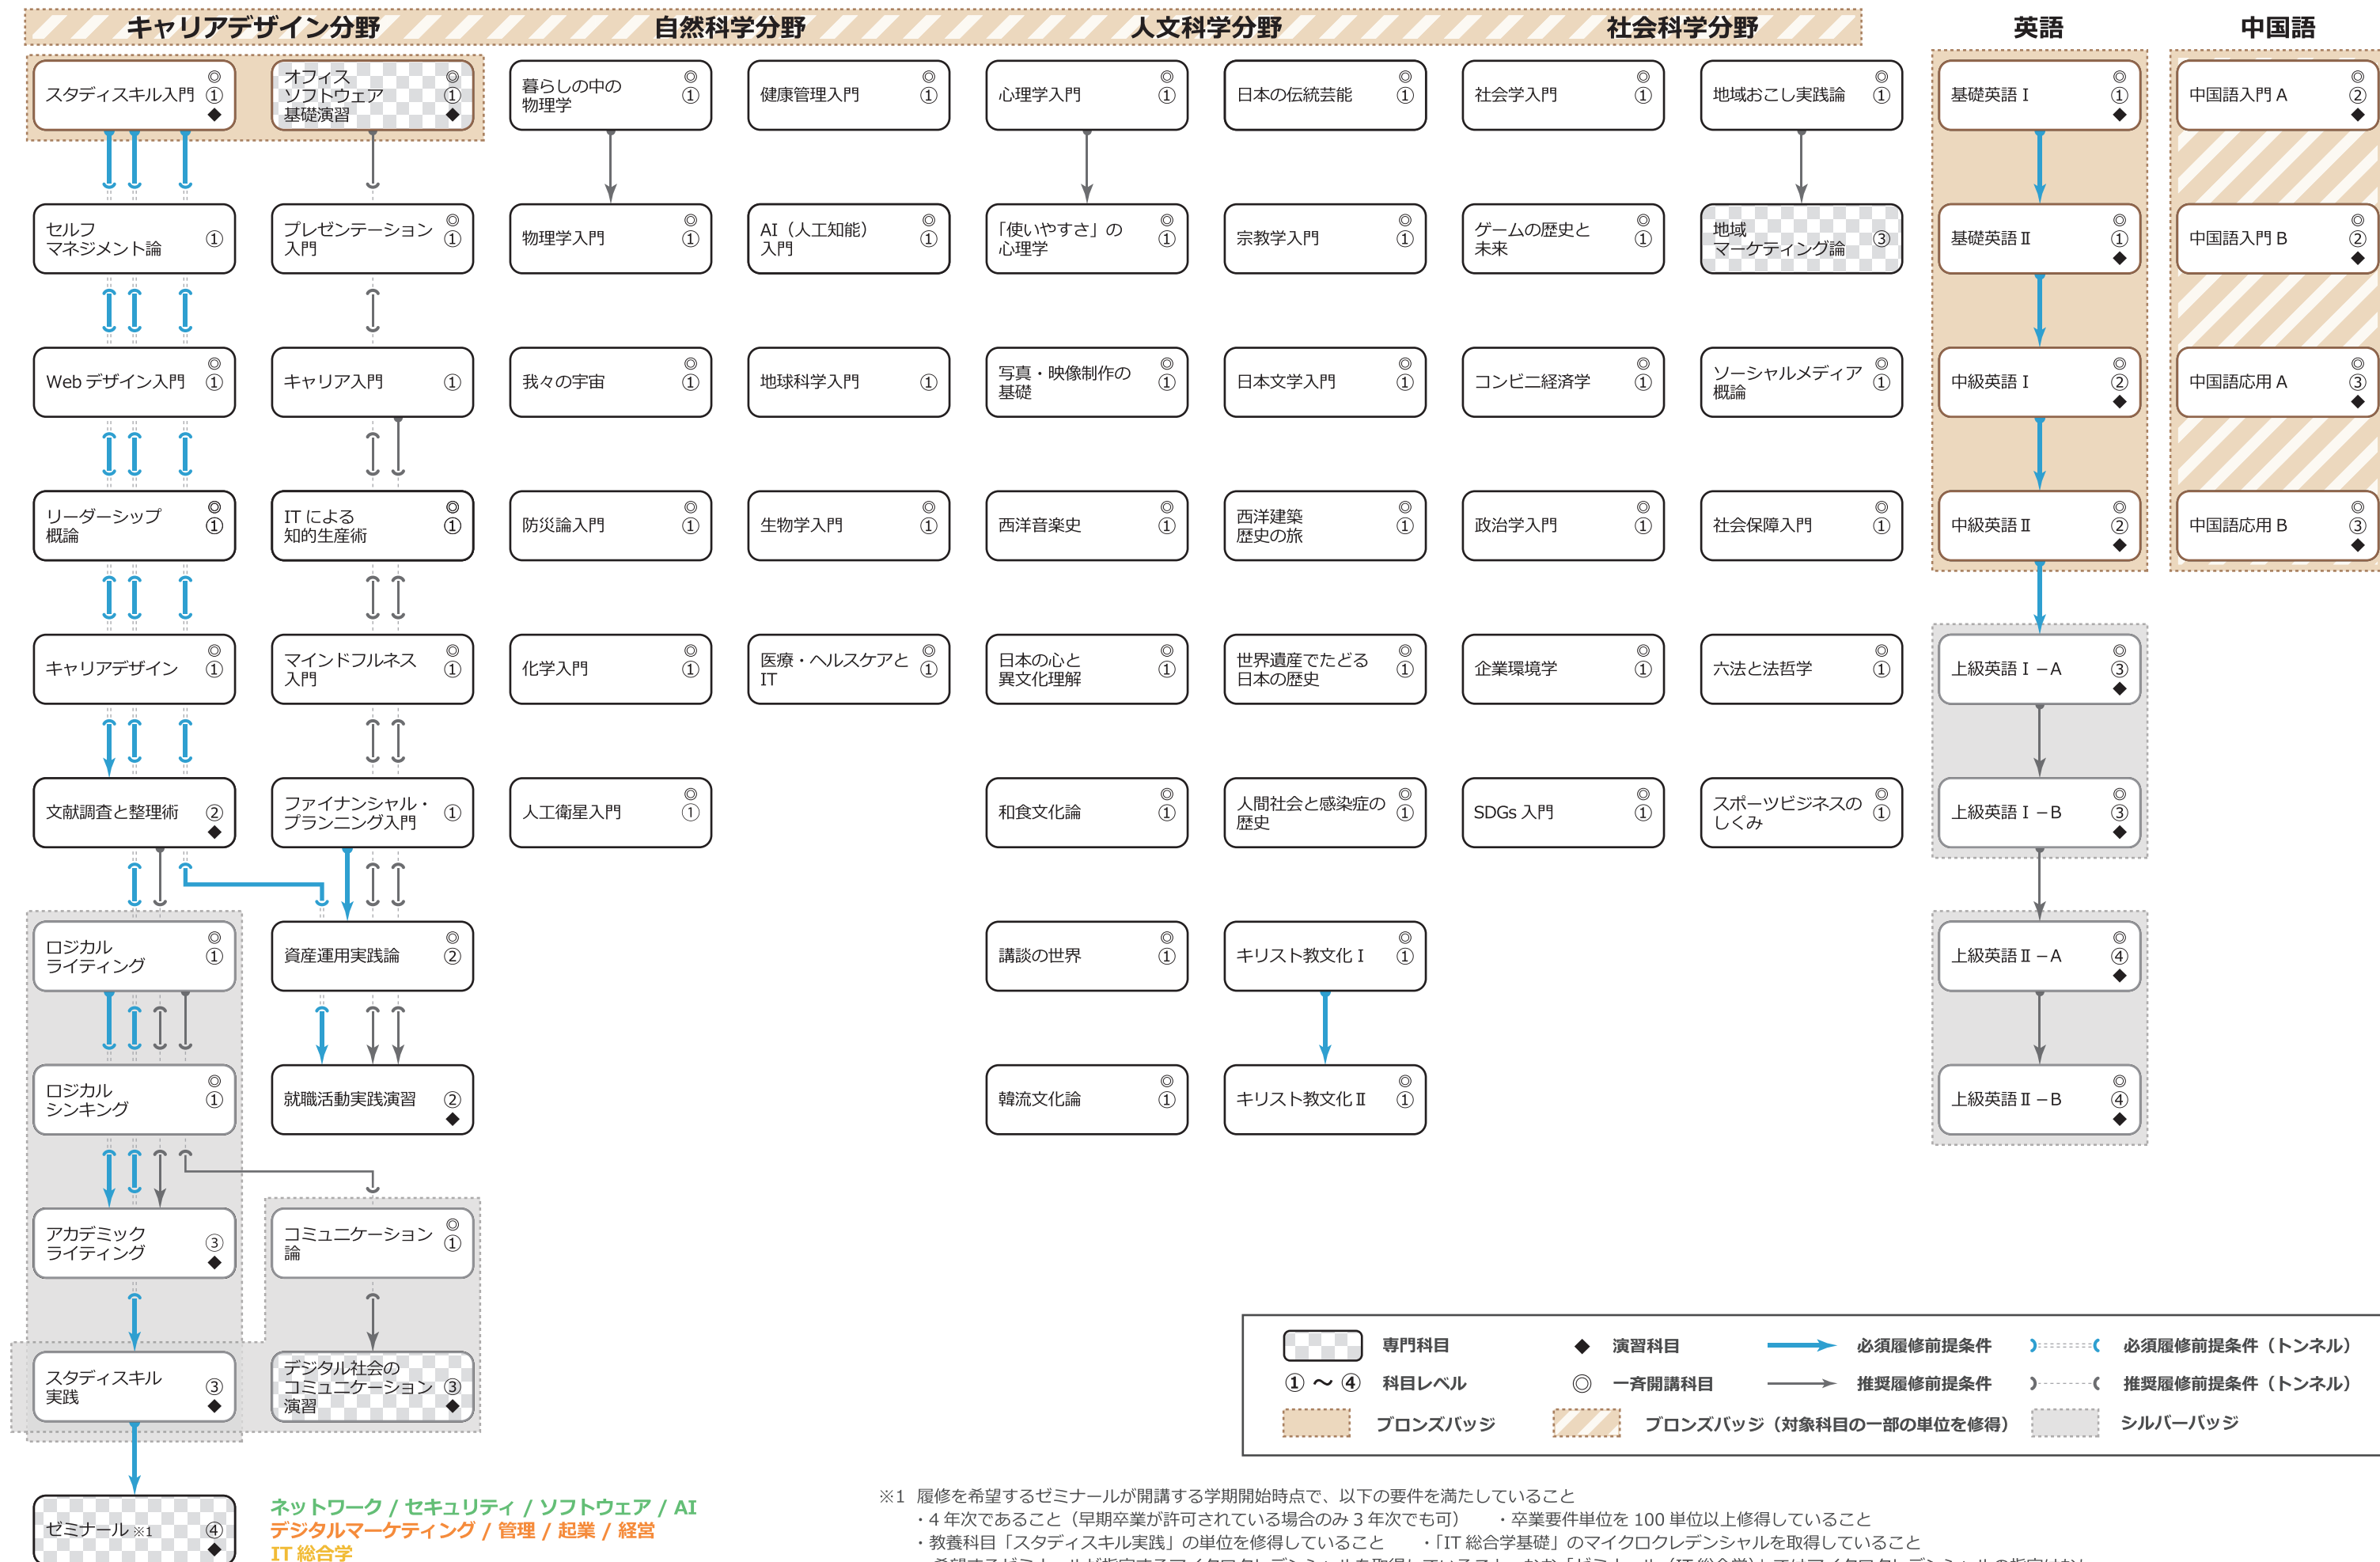 キャリアデザイン分野
自然科学分野
人文科学分野
社会科学分野
英語
中国語
スタディスキル入門 ◎ ① ◆
オフィス
ソフトウェア
基礎演習 ◎ ① ◆
暮らしの中の
物理学 ◎ ①
健康管理入門 ◎ ①
心理学入門 ◎ ①
日本の伝統芸能 ◎ ①
社会学入門 ◎ ①
地域おこし実践論 ◎ ①
基礎英語 I ◎ ① ◆
中国語入門 A ◎ ② ◆
セルフ
マネジメント論 ①
プレゼンテーション
入門 ◎ ①
物理学入門 ◎ ①
AI（人工知能）
入門 ◎ ①
「使いやすさ」の
心理学 ◎ ①
宗教学入門 ◎ ①
ゲームの歴史と
未来 ◎ ①
地域
マーケティング論 ③
基礎英語 Ⅱ ◎ ① ◆
中国語入門 B ◎ ② ◆
Web デザイン入門 ◎ ①
キャリア入門 ①
我々の宇宙 ◎ ①
地球科学入門 ①
写真・映像制作の
基礎 ◎ ①
日本文学入門 ◎ ①
コンビニ経済学 ◎ ①
ソーシャルメディア
概論 ◎ ①
中級英語 I ◎ ② ◆
中国語応用 A ◎ ③ ◆
リーダーシップ
概論 ◎ ①
IT による
知的生産術 ◎ ①
防災論入門 ◎ ①
生物学入門 ◎ ①
西洋音楽史 ◎ ①
西洋建築
歴史の旅 ◎ ①
政治学入門 ◎ ①
社会保障入門 ◎ ①
中級英語 Ⅱ ◎ ② ◆
中国語応用 B ◎ ③ ◆
キャリアデザイン ◎ ①
マインドフルネス
入門 ◎ ①
化学入門 ◎ ①
医療・ヘルスケアと
IT ◎ ①
日本の心と
異文化理解 ◎ ①
世界遺産でたどる
日本の歴史 ◎ ①
企業環境学 ◎ ①
六法と法哲学 ◎ ①
上級英語 I －A ◎ ③ ◆
文献調査と整理術 ② ◆
ファイナンシャル・
プランニング入門 ①
人工衛星入門 ◎ ①
和食文化論 ◎ ①
人間社会と感染症の
歴史 ◎ ①
SDGs 入門 ◎ ①
スポーツビジネスの
しくみ ◎ ①
上級英語 I －B ◎ ③ ◆
ロジカル
ライティング ◎ ①
資産運用実践論 ◎ ②
講談の世界 ◎ ①
キリスト教文化 I ◎ ①
上級英語 Ⅱ －A ◎ ④ ◆
ロジカル
シンキング ◎ ①
就職活動実践演習 ② ◆
韓流文化論 ◎ ①
キリスト教文化 Ⅱ ◎ ①
上級英語 Ⅱ －B ◎ ④ ◆
アカデミック
ライティング ③ ◆
コミュニケーション
論 ◎ ①
スタディスキル
実践 ③ ◆
デジタル社会の
コミュニケーション
演習 ③ ◆
専門科目
◆ 演習科目
必須履修前提条件
必須履修前提条件（トンネル）
① ～ ④ 科目レベル
◎ 一斉開講科目
推奨履修前提条件
推奨履修前提条件（トンネル）
ブロンズバッジ
ブロンズバッジ（対象科目の一部の単位を修得）
シルバーバッジ
ゼミナール ※1 ④ ◆
ネットワーク / セキュリティ / ソフトウェア / AI
デジタルマーケティング / 管理 / 起業 / 経営
IT 総合学
※1 履修を希望するゼミナールが開講する学期開始時点で、以下の要件を満たしていること
・4 年次であること（早期卒業が許可されている場合のみ 3 年次でも可） ・卒業要件単位を 100 単位以上修得していること
・教養科目「スタディスキル実践」の単位を修得していること ・「IT 総合学基礎」のマイクロクレデンシャルを取得していること